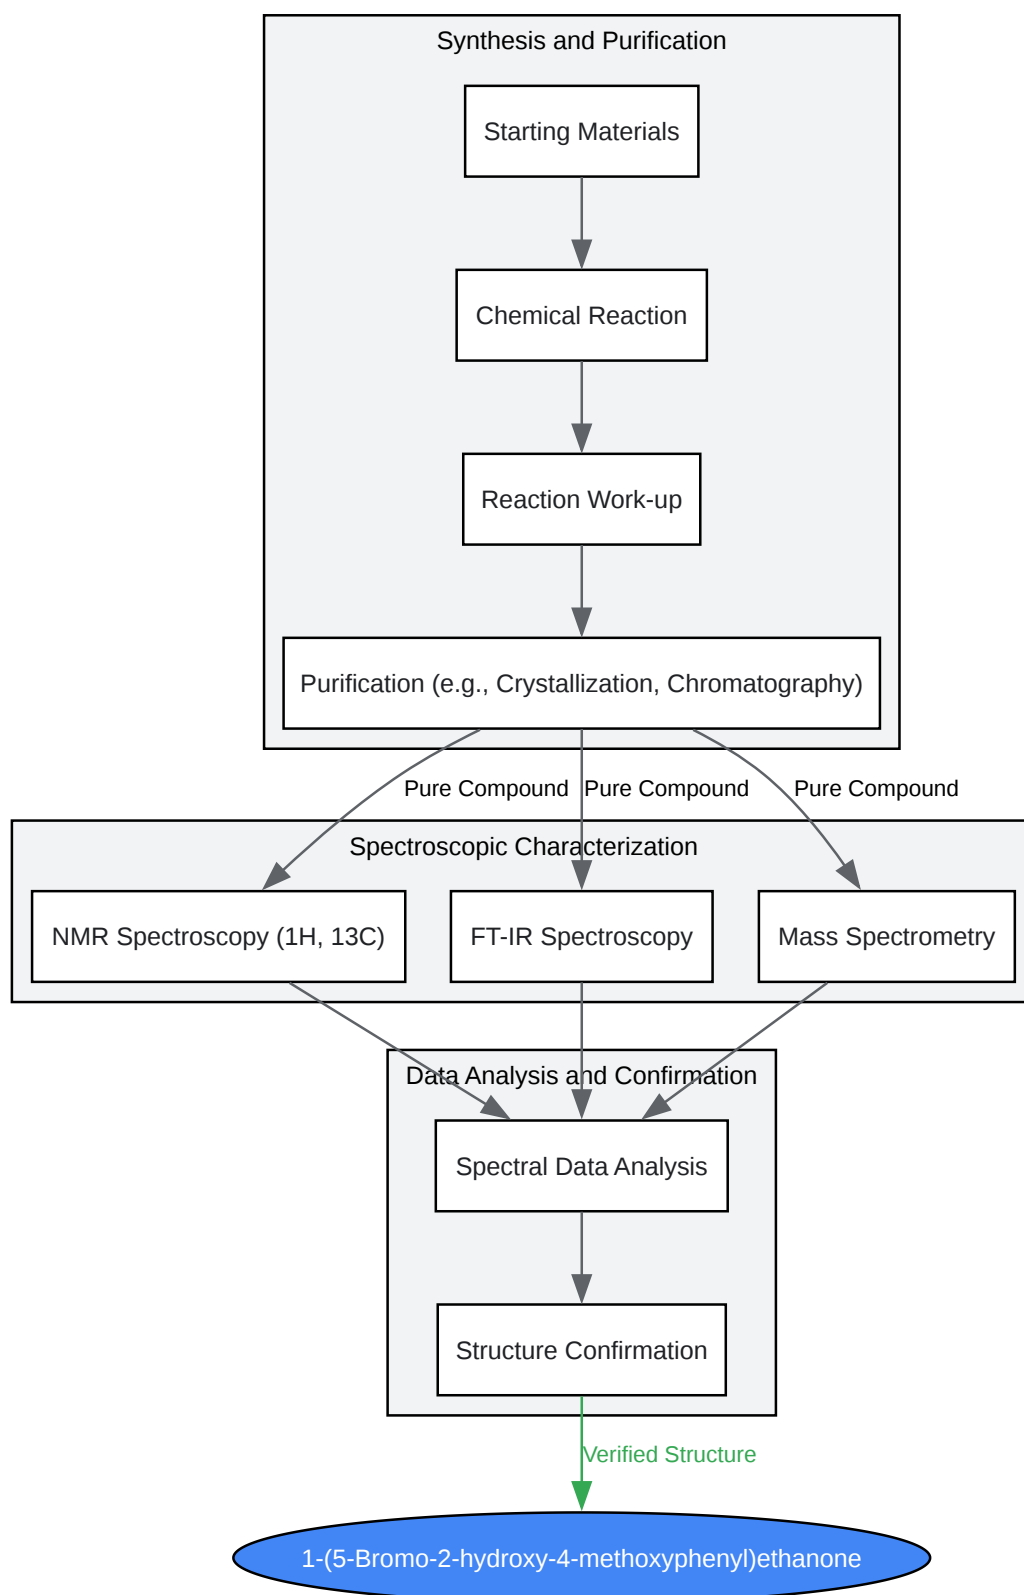 Synthesis and Purification
Starting Materials
Chemical Reaction
Reaction Work-up
Purification (e.g., Crystallization, Chromatography)
Pure Compound
Pure Compound
Pure Compound
Spectroscopic Characterization
NMR Spectroscopy (1H, 13C)
FT-IR Spectroscopy
Mass Spectrometry
Data Analysis and Confirmation
Spectral Data Analysis
Structure Confirmation
Verified Structure
1-(5-Bromo-2-hydroxy-4-methoxyphenyl)ethanone